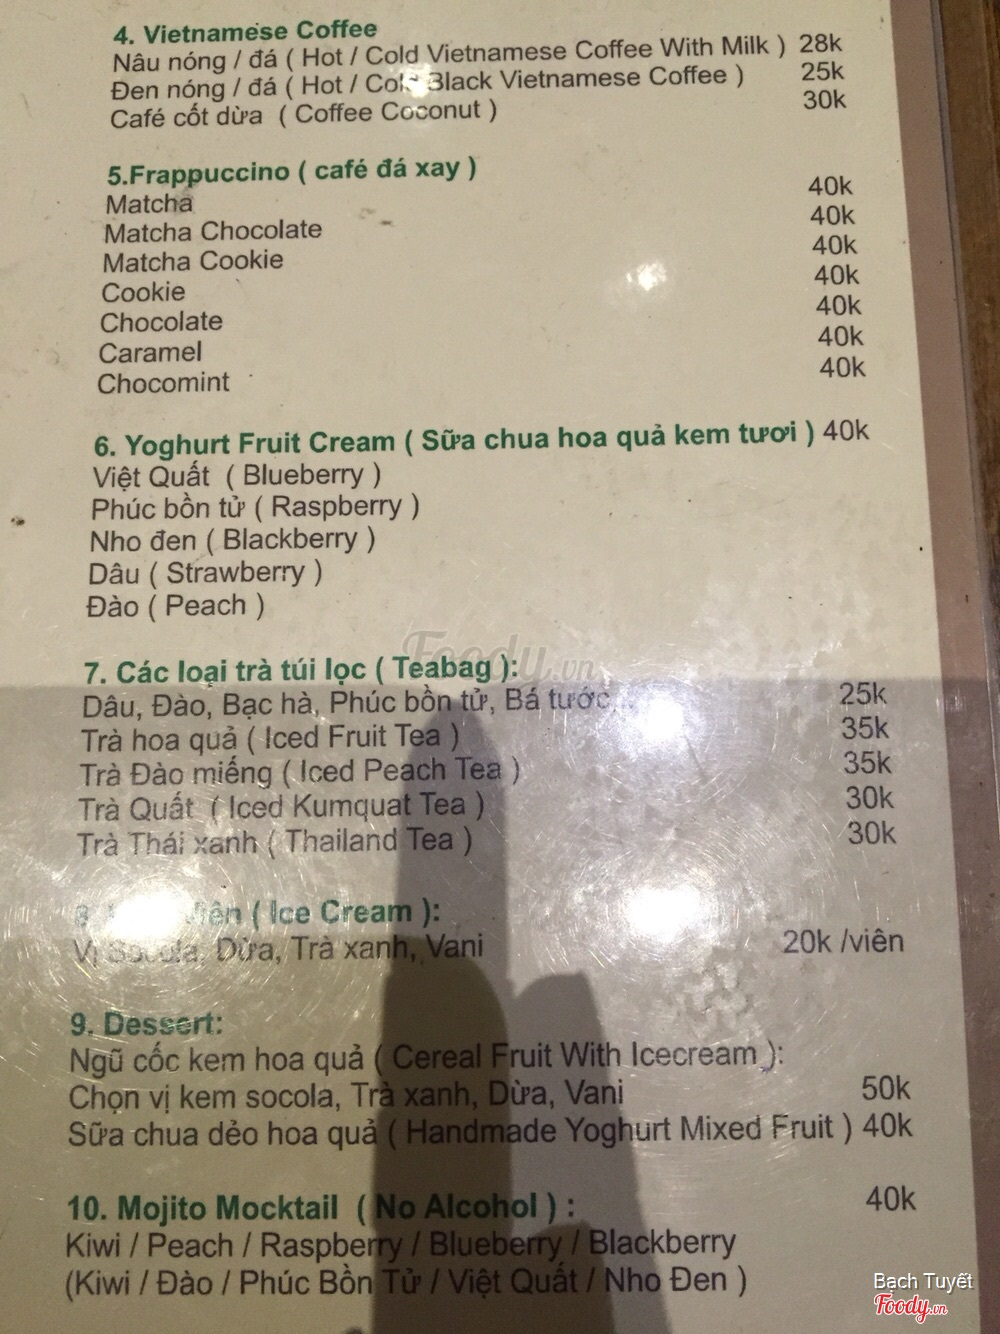 4. Vietnamese Coffee
Nâu nóng / đá ( Hot / Cold Vietnamese Coffee With Milk ) 28k
Đen nóng / đá ( Hot / Cold Black Vietnamese Coffee ) 25k
Café cốt dừa ( Coffee Coconut ) 30k
5.Frappuccino ( café đá xay )
Matcha 40k
Matcha Chocolate 40k
Matcha Cookie 40k
Cookie 40k
Chocolate 40k
Caramel 40k
Chocomint 40k
6. Yoghurt Fruit Cream ( Sữa chua hoa quả kem tươi ) 40k
Việt Quất ( Blueberry )
Phúc bồn tử ( Raspberry )
Nho đen ( Blackberry )
Dâu ( Strawberry )
Đào ( Peach )
Foody.vn
7. Các loại trà túi lọc ( Teabag ):
Dâu, Đào, Bạc hà, Phúc bồn tử, Bá tước... 25k
Trà hoa quả ( Iced Fruit Tea ) 35k
Trà Đào miếng ( Iced Peach Tea ) 35k
Trà Quất ( Iced Kumquat Tea ) 30k
Trà Thái xanh ( Thailand Tea ) 30k
viên ( Ice Cream ):
Vị Socola, Dừa, Trà xanh, Vani 20k /viên
9. Dessert:
Ngũ cốc kem hoa quả ( Cereal Fruit With Icecream ):
Chọn vị kem socola, Trà xanh, Dừa, Vani 50k
Sữa chua dẻo hoa quả ( Handmade Yoghurt Mixed Fruit ) 40k
10. Mojito Mocktail ( No Alcohol ) : 40k
Kiwi / Peach / Raspberry / Blueberry / Blackberry
(Kiwi / Đào / Phúc Bồn Tử / Việt Quất / Nho Đen )
Bạch Tuyết
Foody.vn